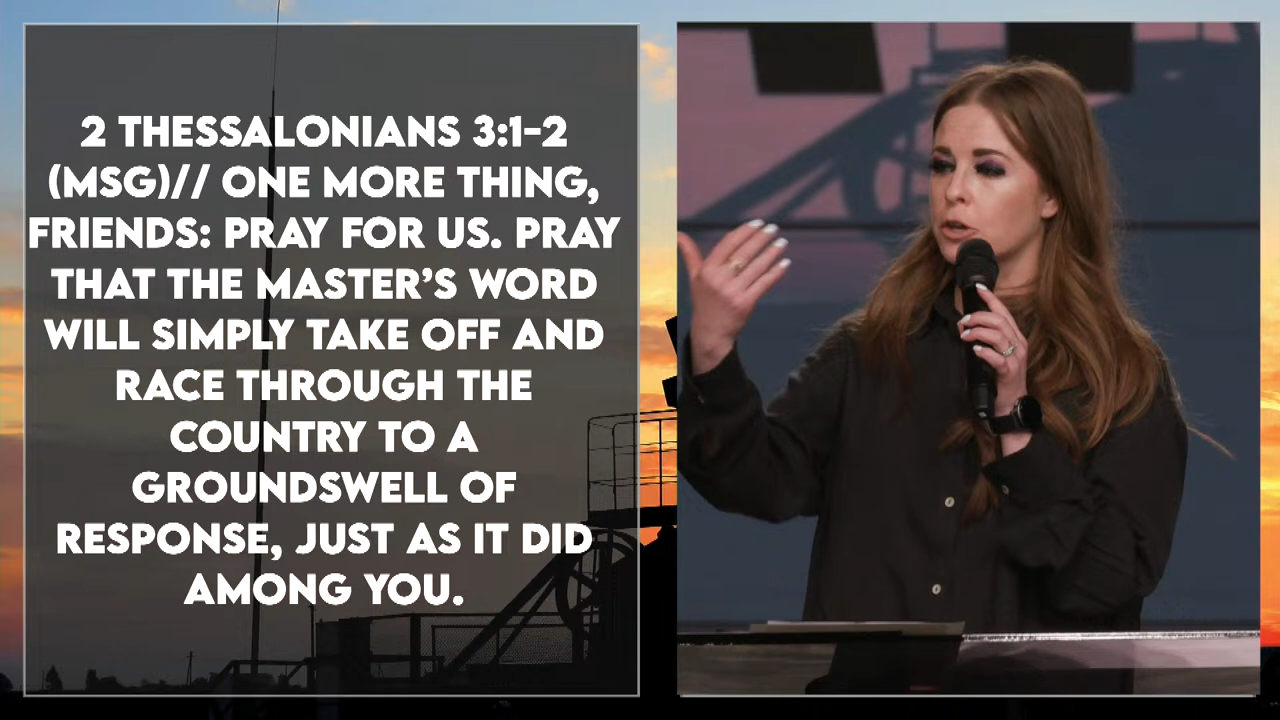 2 THESSALONIANS 3:1-2
(MSG)// ONE MORE THING,
FRIENDS: PRAY FOR US. PRAY
THAT THE MASTER’S WORD
WILL SIMPLY TAKE OFF AND
RACE THROUGH THE
COUNTRY TO A
GROUNDSWELL OF
RESPONSE, JUST AS IT DID
AMONG YOU.